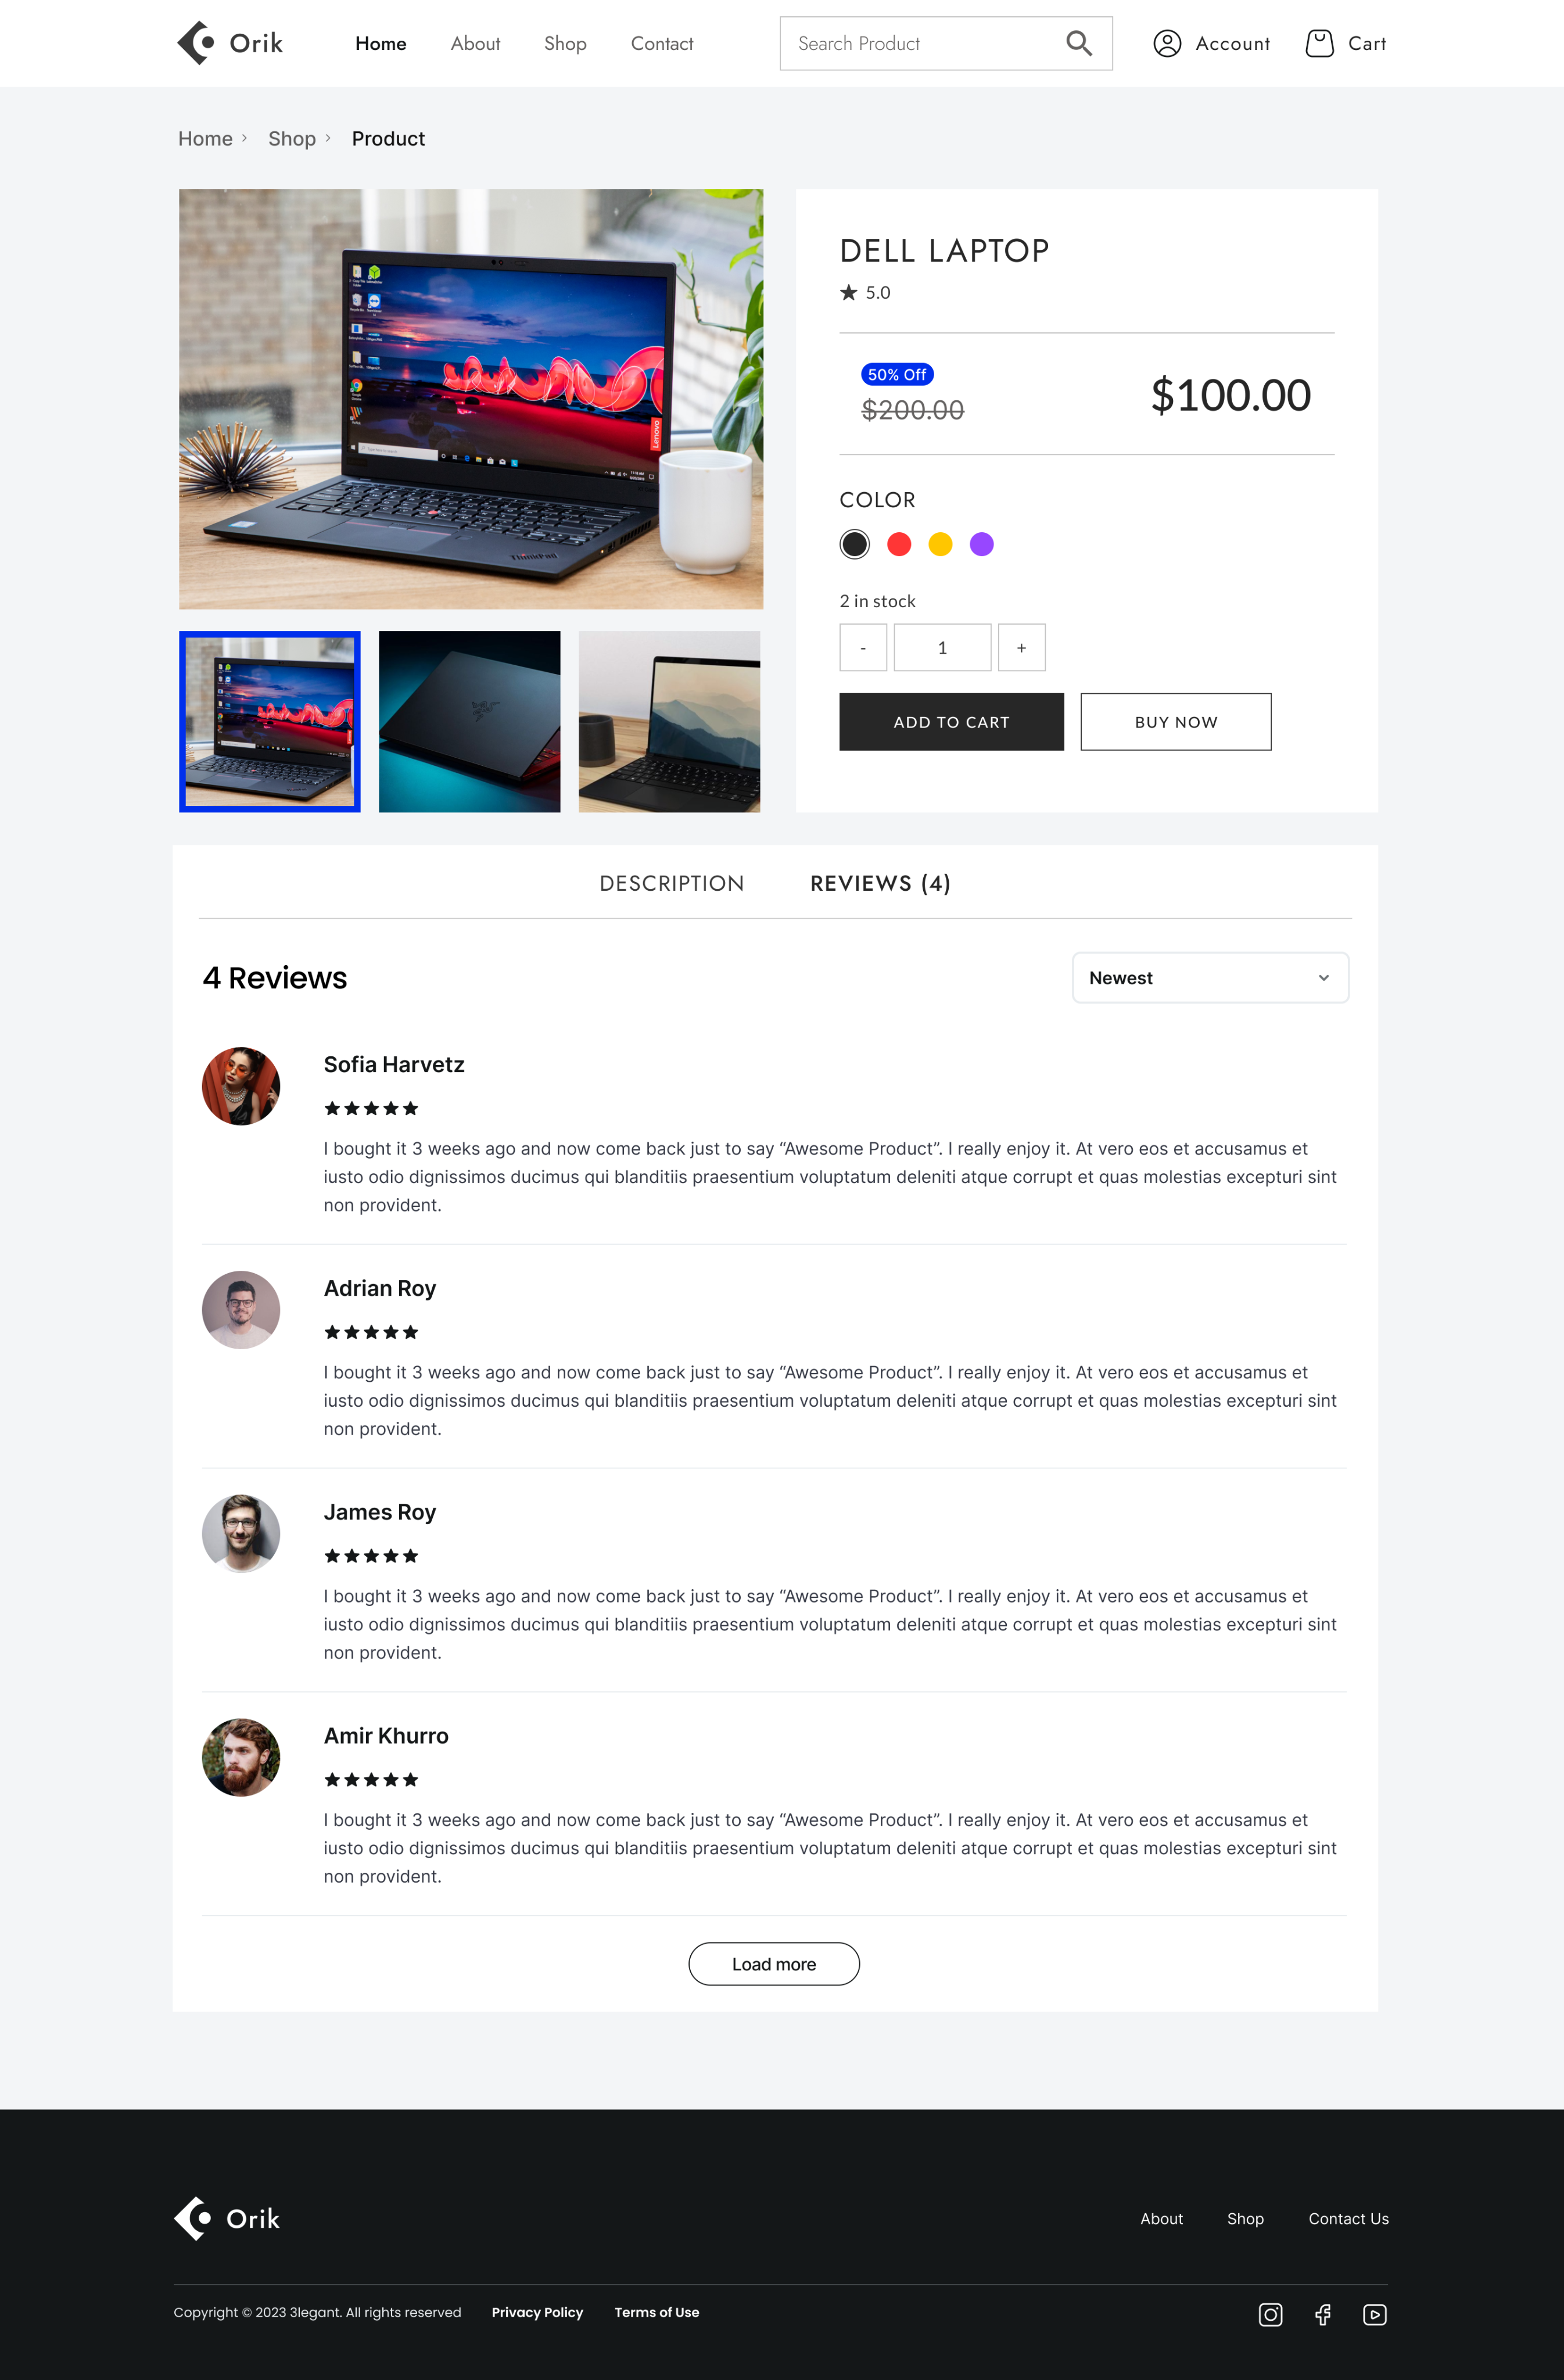 Orik
Home
About
Shop
Contact
Search Product
Account
Cart
Home
Shop
Product
Lenovo
ThinkPad
DELL LAPTOP
5.0
50% Off
$200.00
$100.00
COLOR
2 in stock
-
1
+
ADD TO CART
BUY NOW
DESCRIPTION
REVIEWS (4)
4 Reviews
Newest
Sofia Harvetz
I bought it 3 weeks ago and now come back just to say “Awesome Product”. I really enjoy it. At vero eos et accusamus et
iusto odio dignissimos ducimus qui blanditiis praesentium voluptatum deleniti atque corrupt et quas molestias excepturi sint
non provident.
Adrian Roy
I bought it 3 weeks ago and now come back just to say “Awesome Product”. I really enjoy it. At vero eos et accusamus et
iusto odio dignissimos ducimus qui blanditiis praesentium voluptatum deleniti atque corrupt et quas molestias excepturi sint
non provident.
James Roy
I bought it 3 weeks ago and now come back just to say “Awesome Product”. I really enjoy it. At vero eos et accusamus et
iusto odio dignissimos ducimus qui blanditiis praesentium voluptatum deleniti atque corrupt et quas molestias excepturi sint
non provident.
Amir Khurro
I bought it 3 weeks ago and now come back just to say “Awesome Product”. I really enjoy it. At vero eos et accusamus et
iusto odio dignissimos ducimus qui blanditiis praesentium voluptatum deleniti atque corrupt et quas molestias excepturi sint
non provident.
Load more
Orik
About
Shop
Contact Us
Copyright © 2023 3legant. All rights reserved
Privacy Policy
Terms of Use